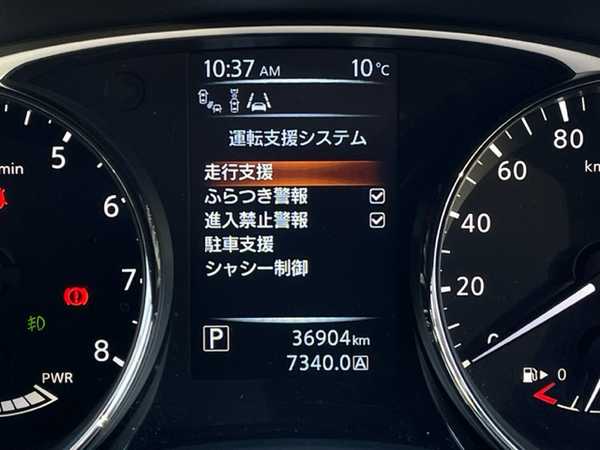 10:37 AM 10℃
運転支援システム
走行支援
ふらつき警報
進入禁止警報
駐車支援
シャシー制御
P 36904km
7340.0 A
min
5
6
7
8
PWR
80
km
60
40
20
0
0